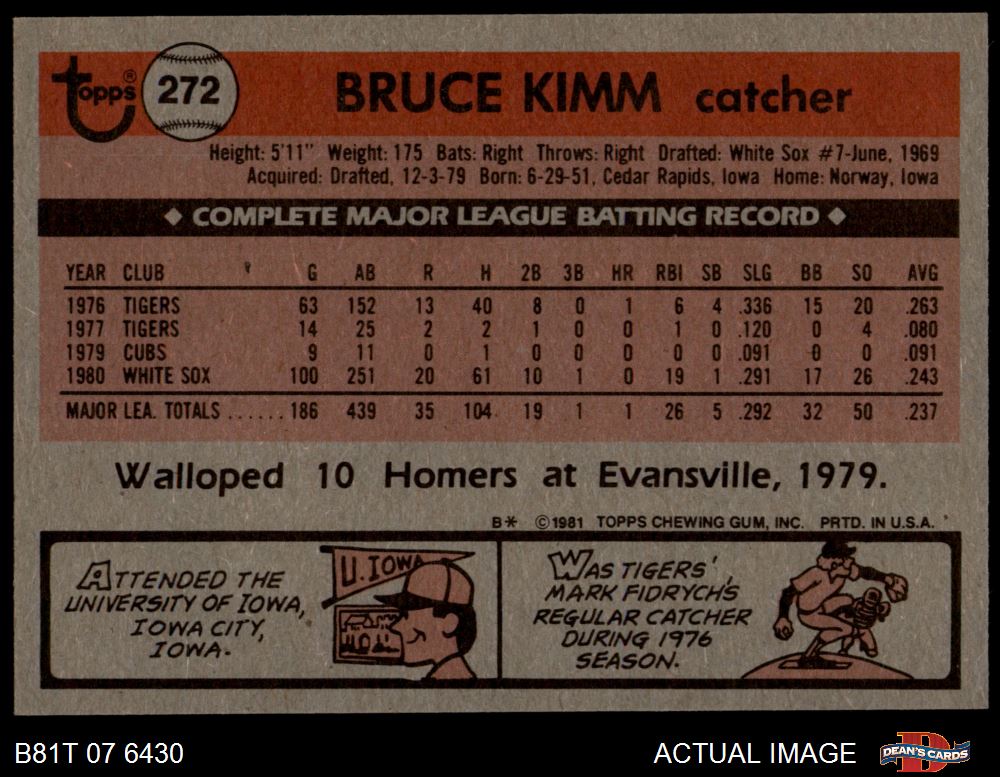 topps® 272 BRUCE KIMM catcher
Height: 5'11" Weight: 175 Bats: Right Throws: Right Drafted: White Sox #7-June, 1969
Acquired: Drafted, 12-3-79 Born: 6-29-51, Cedar Rapids, Iowa Home: Norway, Iowa
◆ COMPLETE MAJOR LEAGUE BATTING RECORD ◆
YEAR CLUB G AB R H 2B 3B HR RBI SB SLG BB SO AVG
1976 TIGERS 63 152 13 40 8 0 1 6 4 .336 15 20 .263
1977 TIGERS 14 25 2 2 1 0 0 1 0 .120 0 4 .080
1979 CUBS 9 11 0 1 0 0 0 0 0 .091 0 0 .091
1980 WHITE SOX 100 251 20 61 10 1 0 19 1 .291 17 26 .243
MAJOR LEA. TOTALS ...... 186 439 35 104 19 1 1 26 5 .292 32 50 .237
Walloped 10 Homers at Evansville, 1979.
B* ©1981 TOPPS CHEWING GUM, INC. PRTD. IN U.S.A.
ATTENDED THE
UNIVERSITY OF IOWA,
IOWA CITY,
IOWA.
U. IOWA
WAS TIGERS'
MARK FIDRYCH'S
REGULAR CATCHER
DURING 1976
SEASON.
B81T 07 6430
ACTUAL IMAGE
D
DEAN'S CARDS